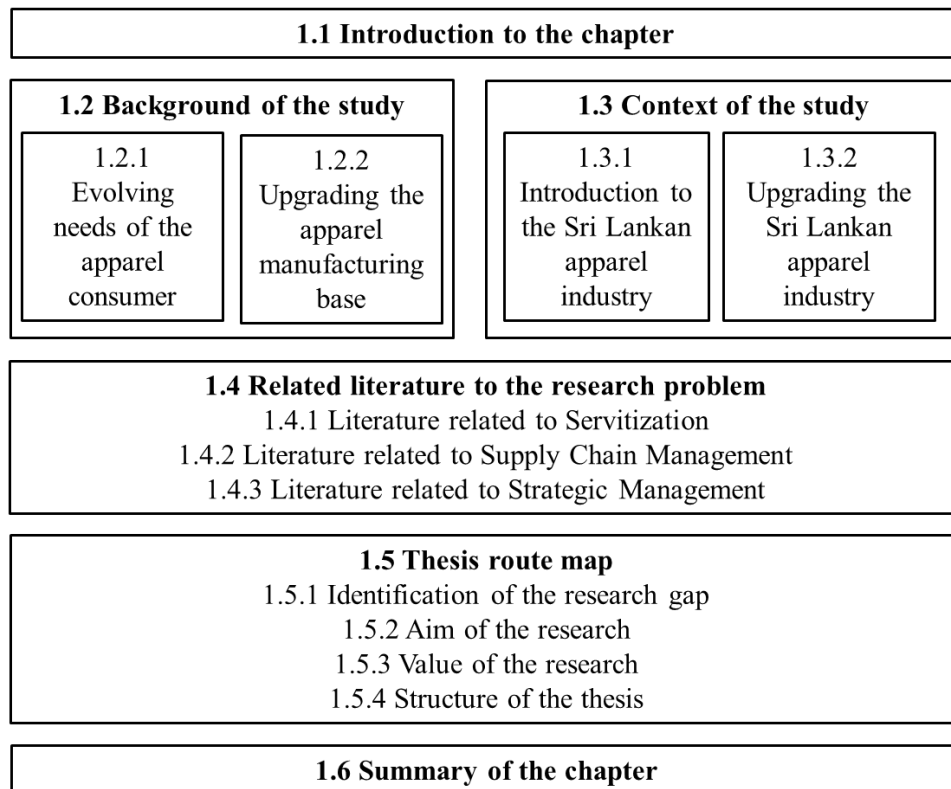 1.1 Introduction to the chapter
1.2 Background of the study
1.2.1
Evolving
needs of the
apparel
consumer
1.2.2
Upgrading the
apparel
manufacturing
base
1.3 Context of the study
1.3.1
Introduction to
the Sri Lankan
apparel
industry
1.3.2
Upgrading the
Sri Lankan
apparel
industry
1.4 Related literature to the research problem
1.4.1 Literature related to Servitization
1.4.2 Literature related to Supply Chain Management
1.4.3 Literature related to Strategic Management
1.5 Thesis route map
1.5.1 Identification of the research gap
1.5.2 Aim of the research
1.5.3 Value of the research
1.5.4 Structure of the thesis
1.6 Summary of the chapter